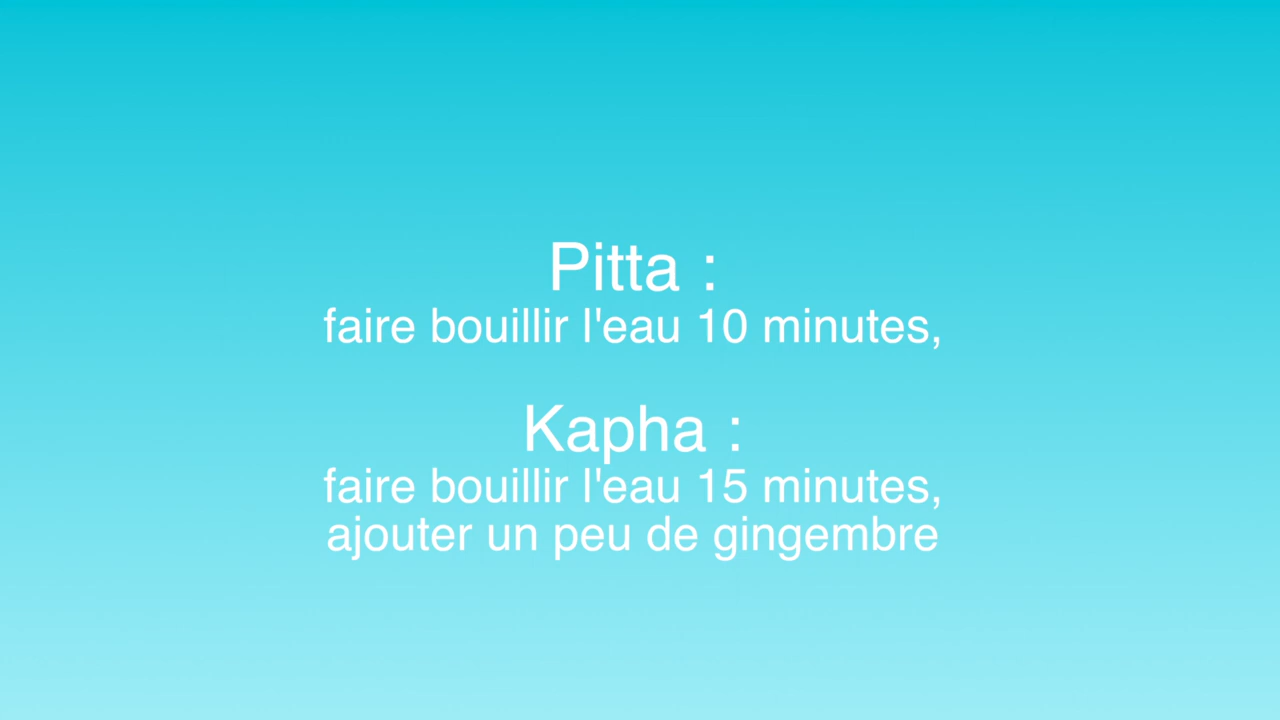 Pitta :
faire bouillir l'eau 10 minutes,
Kapha :
faire bouillir l'eau 15 minutes,
ajouter un peu de gingembre